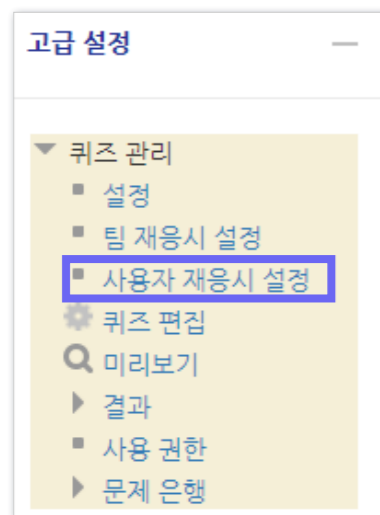 고급 설정
퀴즈 관리
설정
팀 재응시 설정
사용자 재응시 설정
퀴즈 편집
미리보기
결과
사용 권한
문제 은행